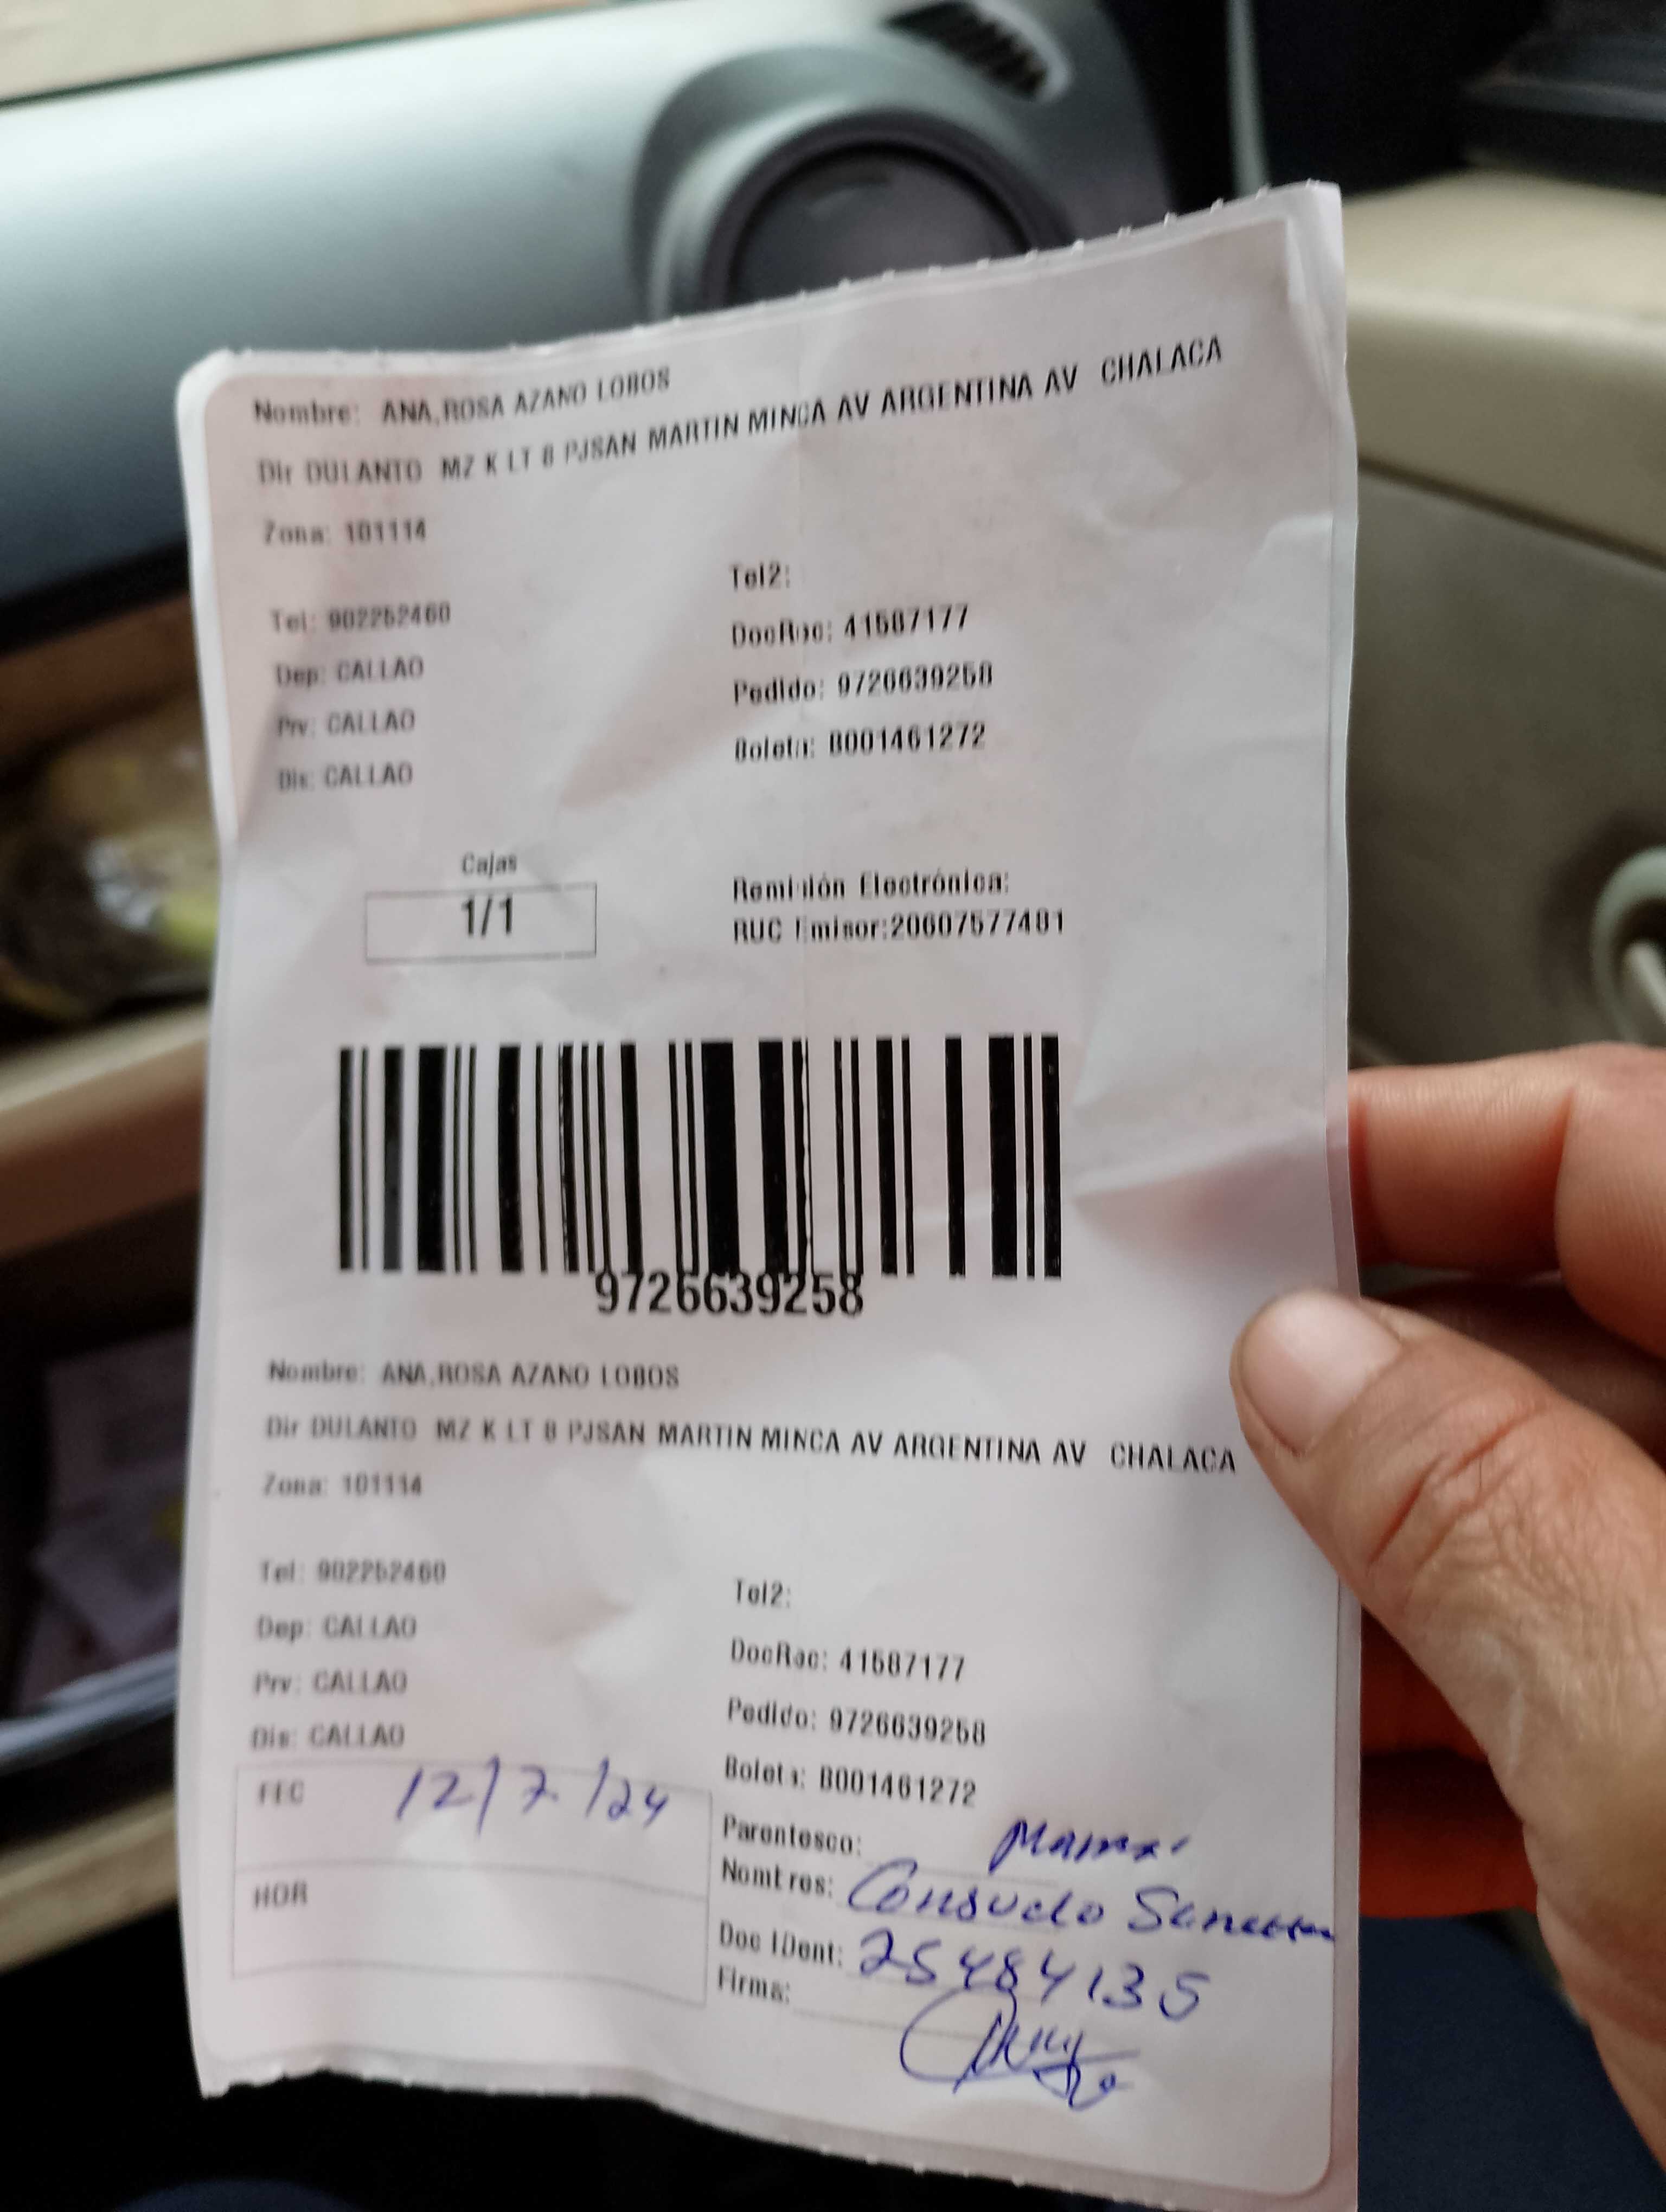 Nombre: ANA,ROSA AZANO LOBOS
Dir DULANTO MZ K LT 8 PJSAN MARTIN MINCA AV ARGENTINA AV CHALACA
Zona: 101114
Tel: 902252460
Tel2:
Dep: CALLAO
DocRac: 41587177
Prv: CALLAO
Pedido: 9726639258
Dis: CALLAO
Boleta: B001461272
Cajas
1/1
Remisión Electrónica:
RUC Emisor:20607577481
9726639258
Nombre: ANA,ROSA AZANO LOBOS
Dir DULANTO MZ K LT 8 PJSAN MARTIN MINCA AV ARGENTINA AV CHALACA
Zona: 101114
Tel: 902252460
Tel2:
Dep: CALLAO
DocRac: 41587177
Prv: CALLAO
Pedido: 9726639258
Dis: CALLAO
Boleta: B001461272
FEC 12/7/24
Parentesco: Mamá
Nombres: Consuelo
HOR
Doc IDent: 25484135
Firma: